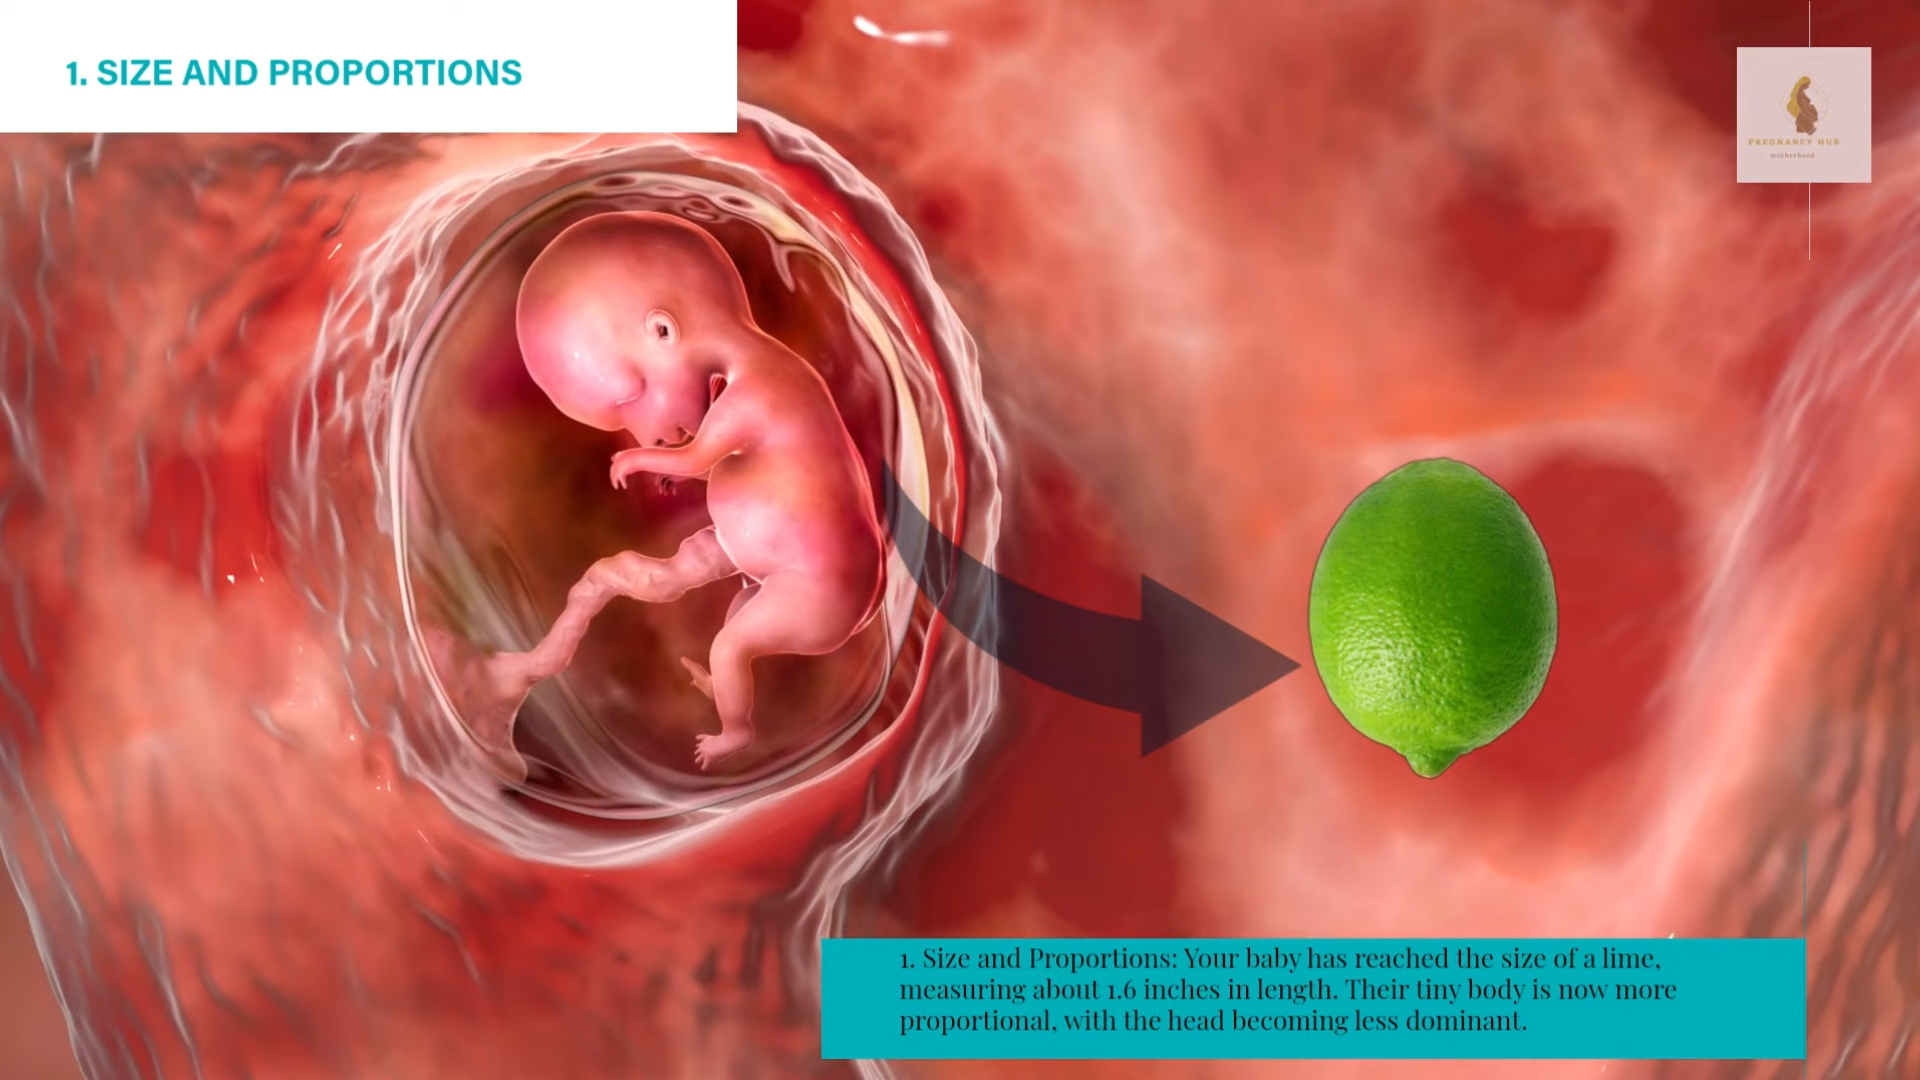 1. SIZE AND PROPORTIONS
PREGNANCY HUB
motherhood
1. Size and Proportions: Your baby has reached the size of a lime,
measuring about 1.6 inches in length. Their tiny body is now more
proportional, with the head becoming less dominant.